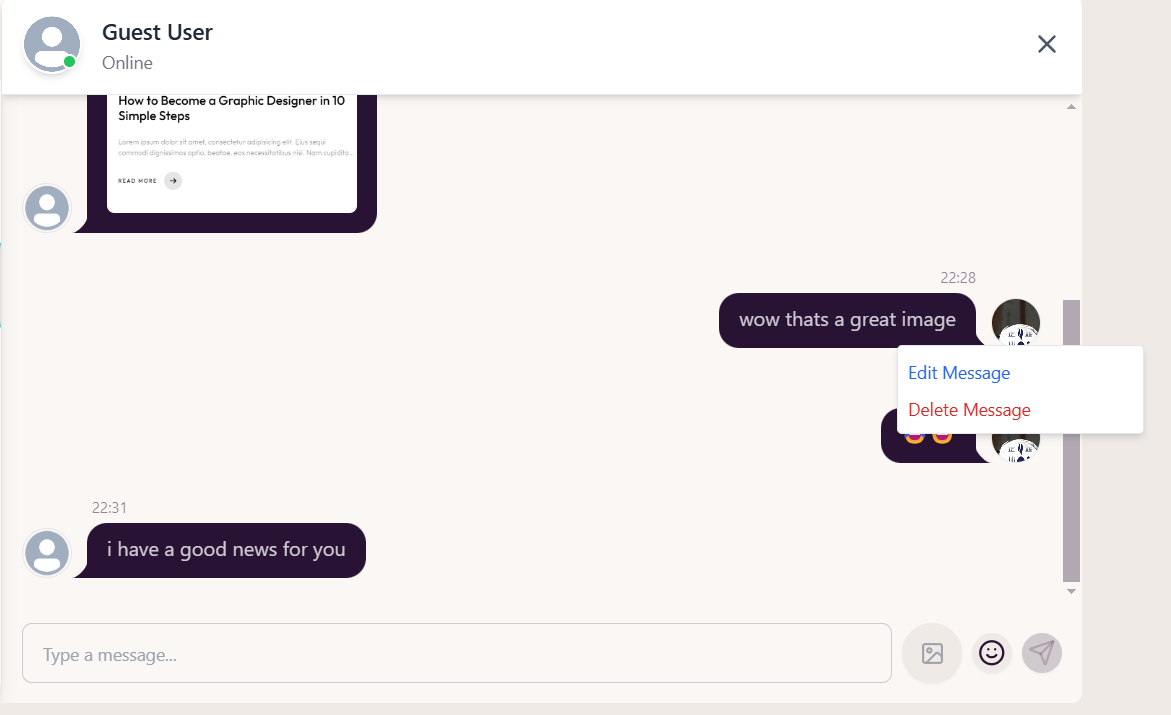 Guest User
Online
How to Become a Graphic Designer in 10
Simple Steps
Lorem ipsum dolor sit amet, consectetur adipisicing elit. Eius sequi
commodi dignissimos optio, beatae, eos necessitatibus nisi. Nam cupidita...
READ MORE
22:28
wow thats a great image
Edit Message
Delete Message
22:31
i have a good news for you
Type a message...